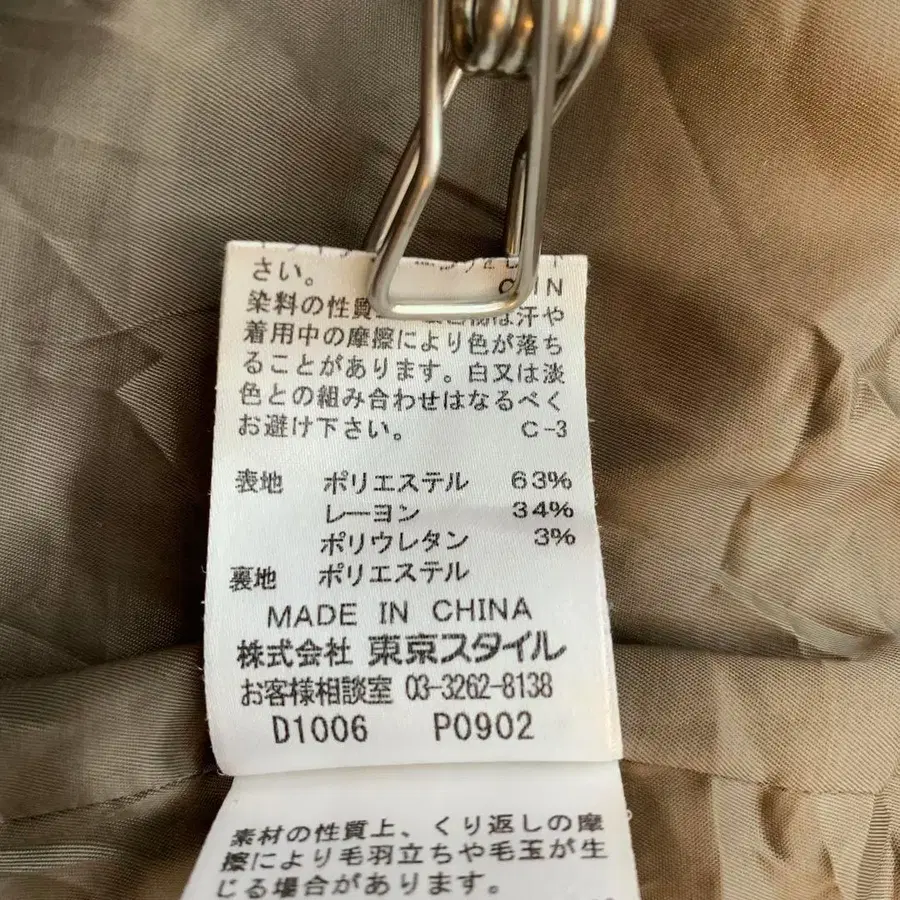 さい。
染料の性質
は汗や
着用中の摩擦により色が落ち
ることがあります。白又は淡
色との組み合わせはなるべく
お避け下さい。 C-3
表地 ポリエステル 63%
レーヨン 34%
ポリウレタン 3%
裏地 ポリエステル
MADE IN CHINA
株式会社 東京スタイル
お客様相談室 03-3262-8138
D1006 P0902
素材の性質上、くり返しの摩
擦により毛羽立ちや毛玉が生
じる場合があります。